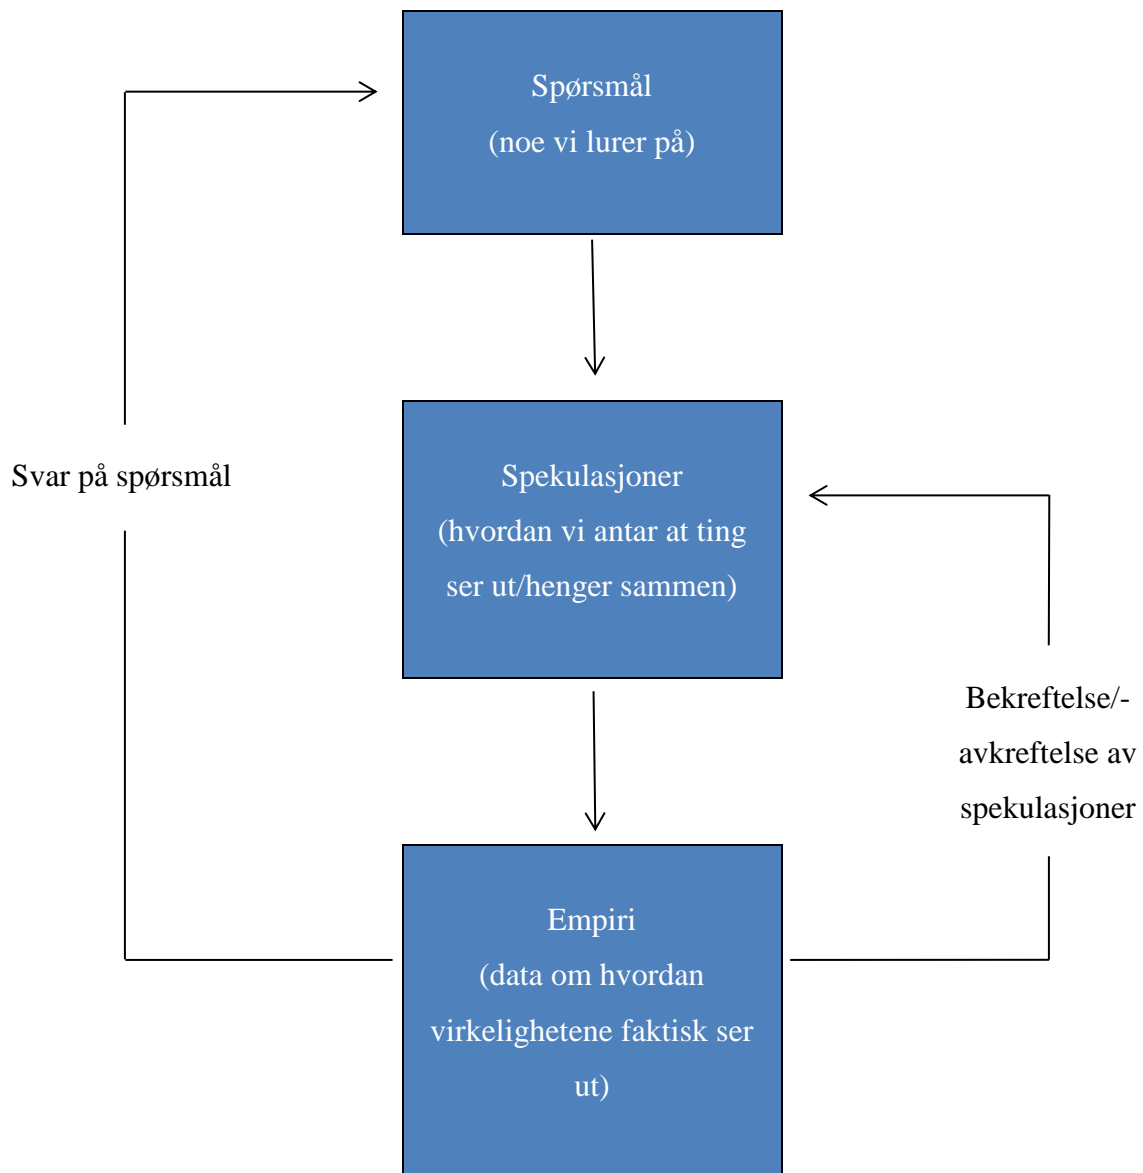 Spørsmål
(noe vi lurer på)
Svar på spørsmål
Spekulasjoner
(hvordan vi antar at ting
ser ut/henger sammen)
Bekreftelse/-
avkreftelse av
spekulasjoner
Empiri
(data om hvordan
virkelighetene faktisk ser
ut)